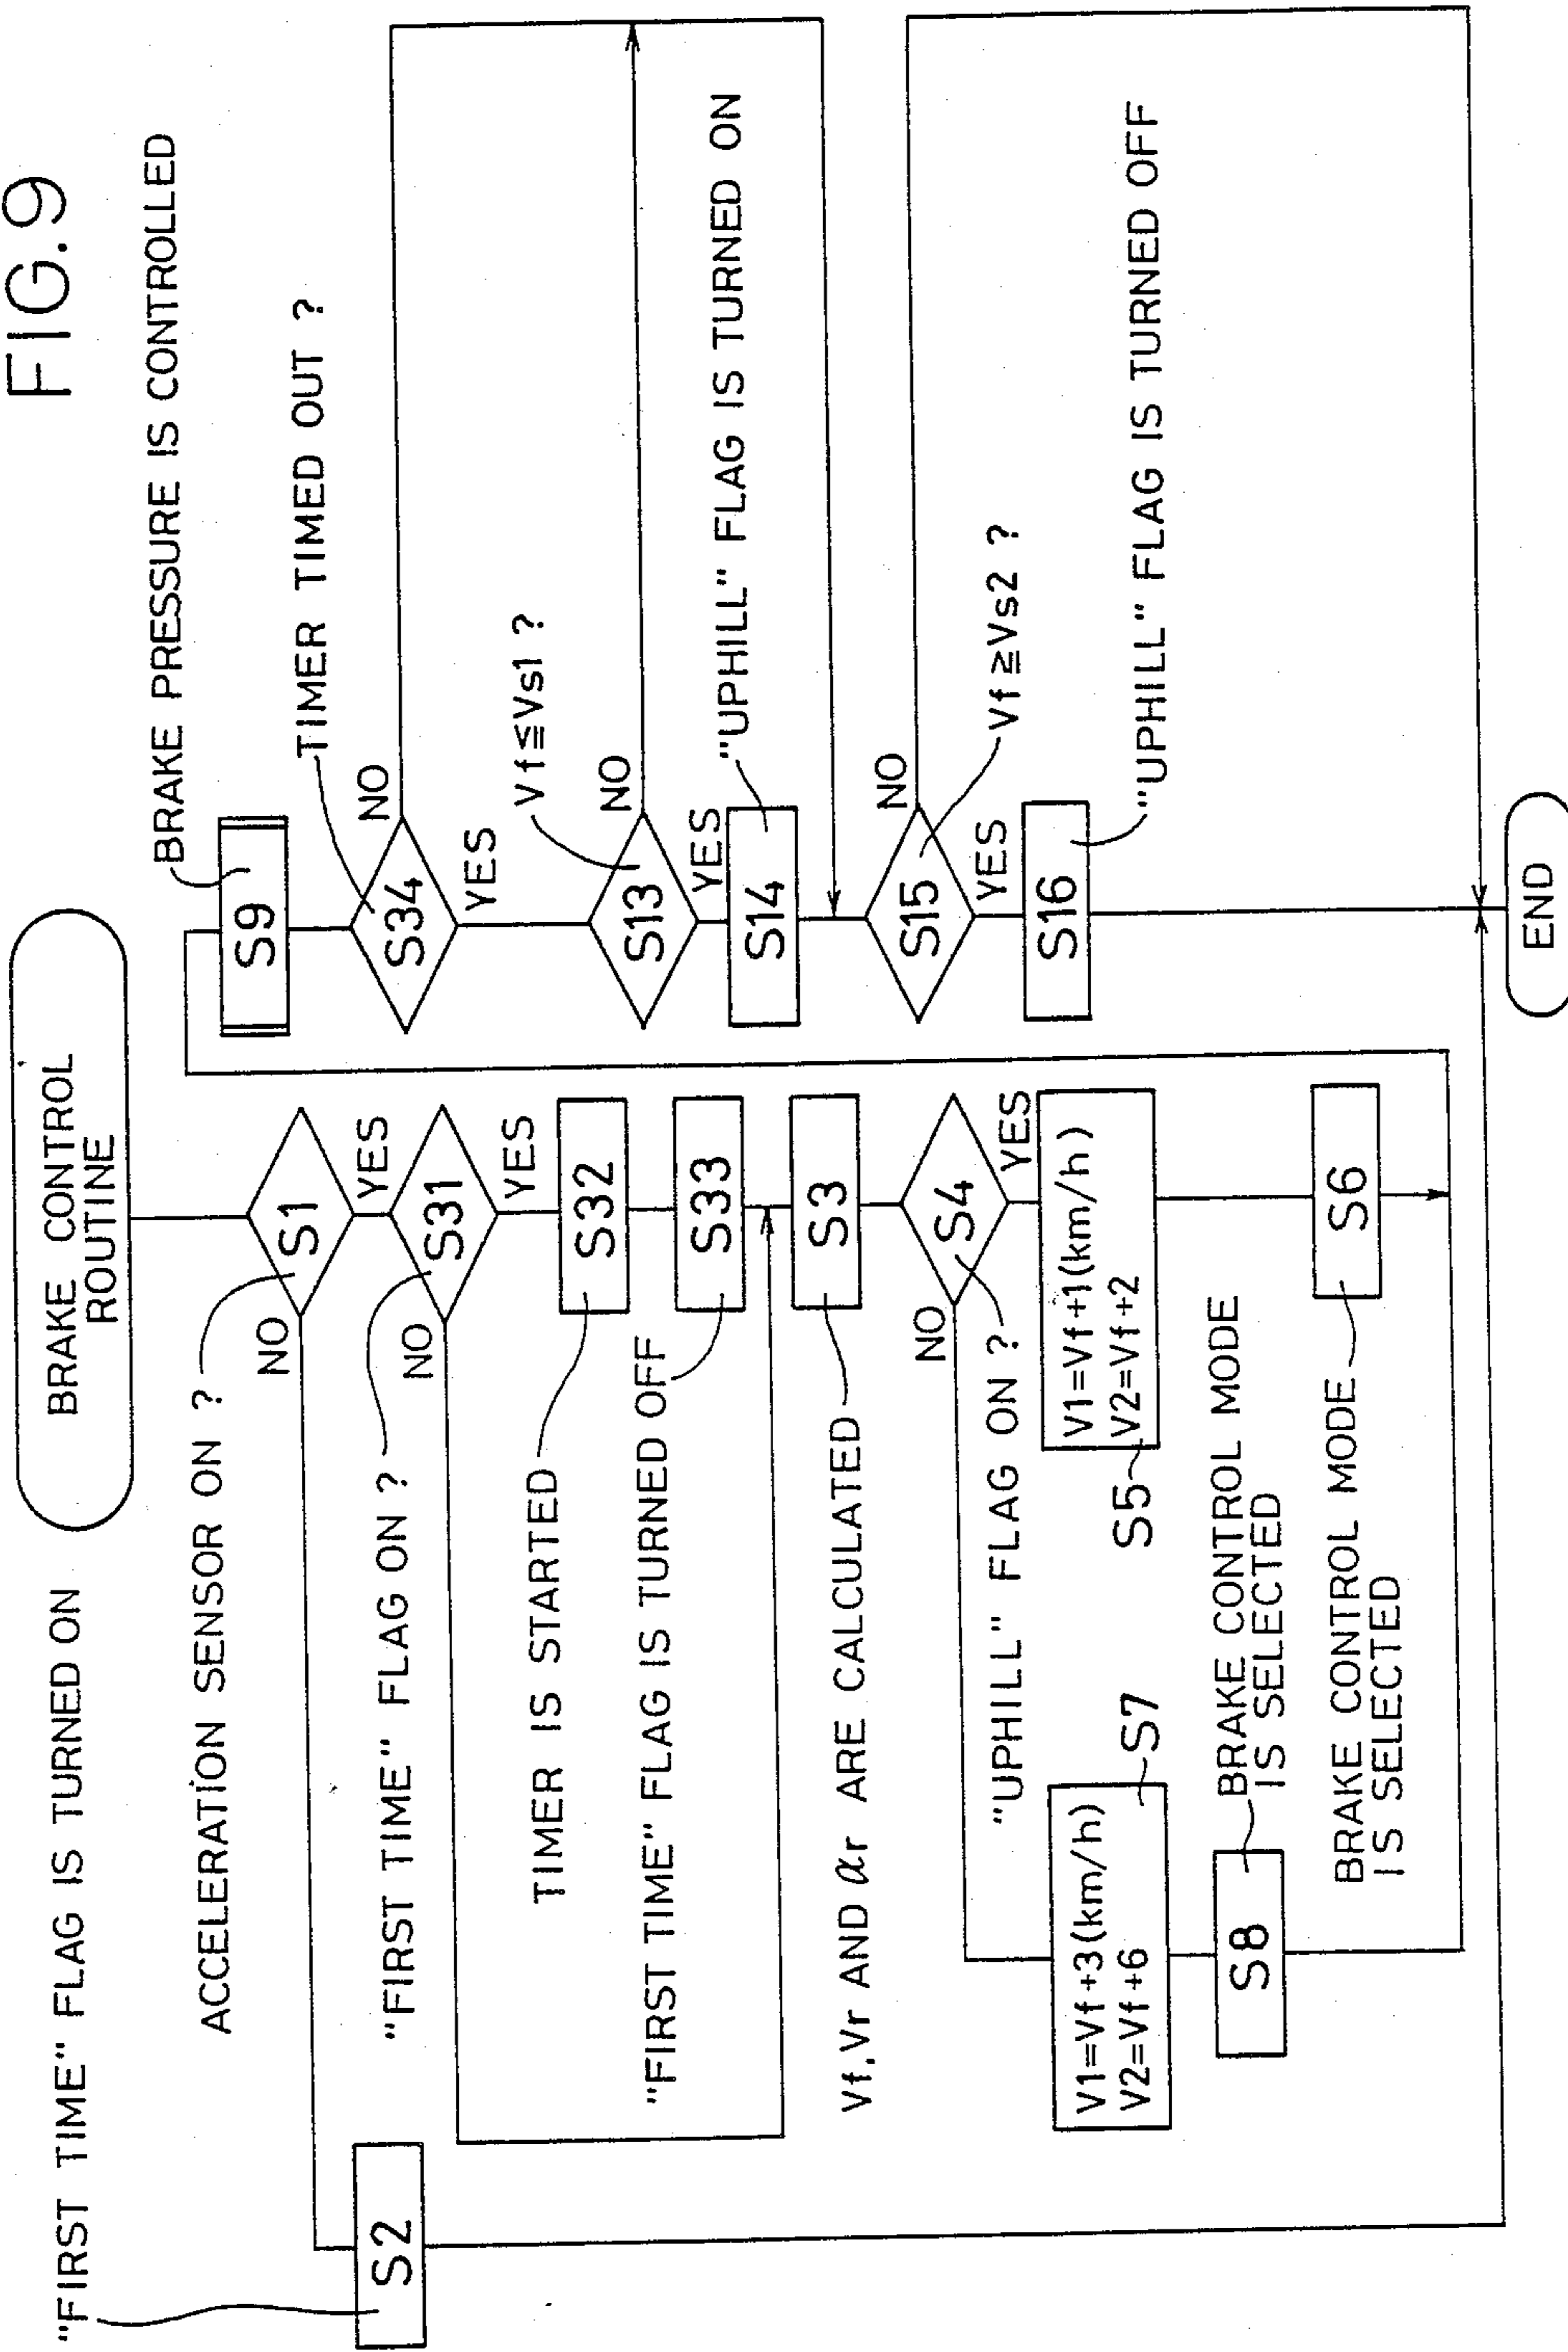 FIG.9
BRAKE CONTROL
ROUTINE
"FIRST TIME" FLAG IS TURNED ON
S2
ACCELERATION SENSOR ON ?
S1
NO
YES
"FIRST TIME" FLAG ON ?
S31
NO
YES
TIMER IS STARTED
S32
"FIRST TIME" FLAG IS TURNED OFF
S33
Vf,Vr AND αr ARE CALCULATED
S3
"UPHILL" FLAG ON ?
S4
NO
YES
V1=Vf+3(km/h)
V2=Vf+6
S7
V1=Vf+1(km/h)
V2=Vf+2
S5
S8
BRAKE CONTROL MODE
IS SELECTED
S6
BRAKE CONTROL MODE
IS SELECTED
BRAKE PRESSURE IS CONTROLLED
S9
TIMER TIMED OUT ?
S34
NO
YES
Vf≦Vs1 ?
S13
NO
YES
"UPHILL" FLAG IS TURNED ON
S14
Vf≧Vs2 ?
S15
NO
YES
"UPHILL" FLAG IS TURNED OFF
S16
END